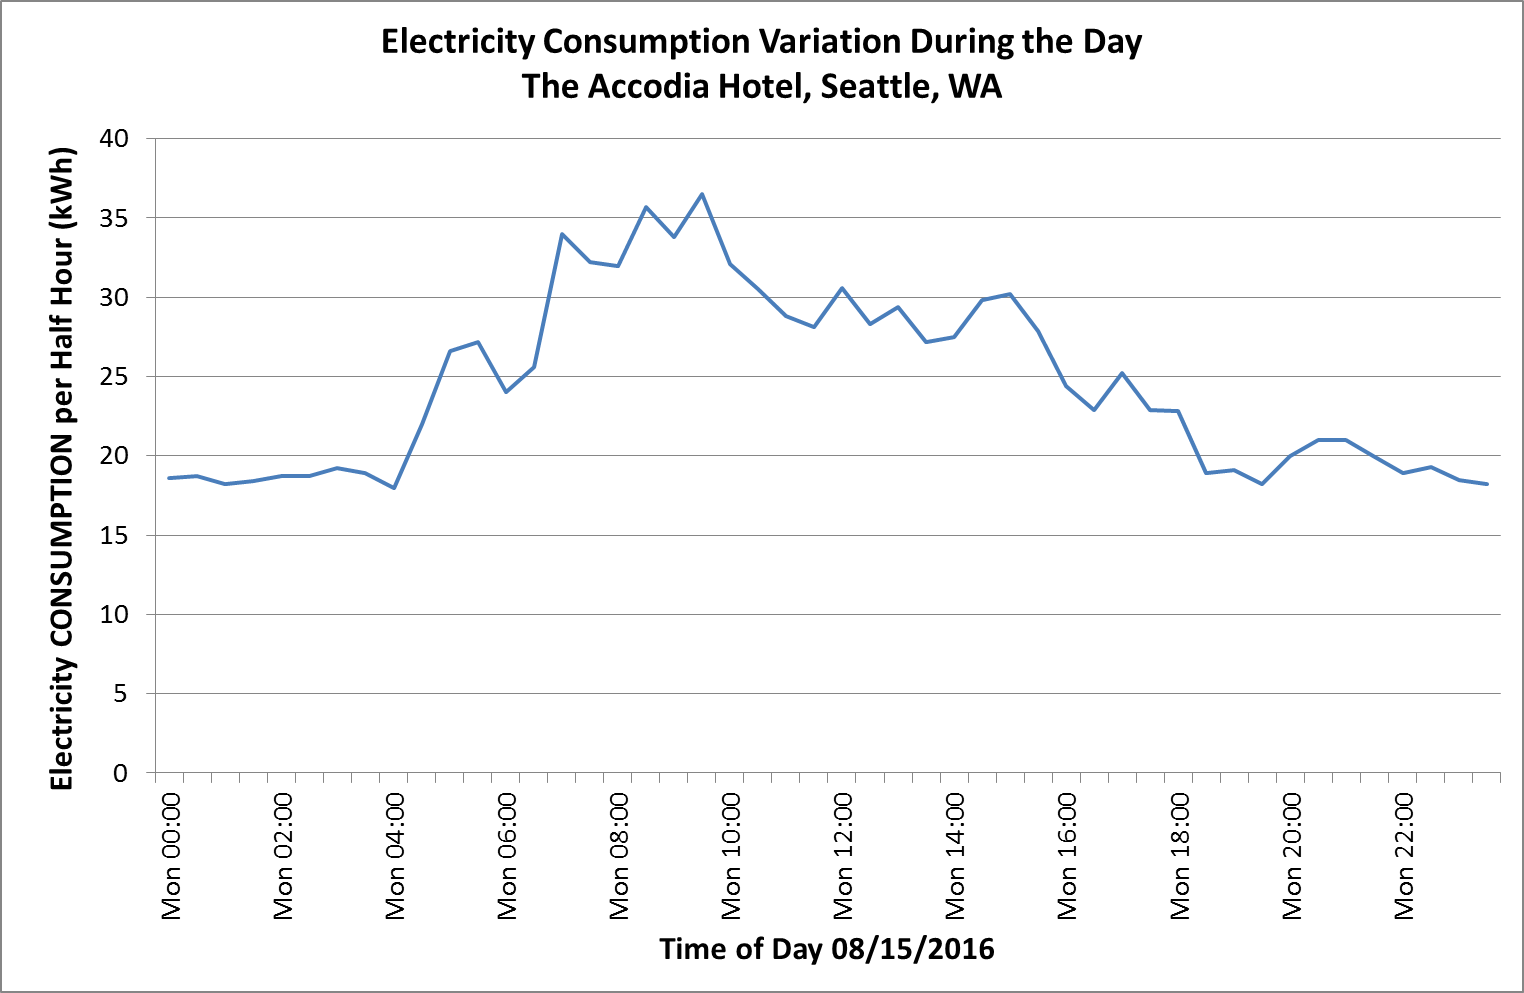 Electricity Consumption Variation During the Day
The Accodia Hotel, Seattle, WA
Electricity CONSUMPTION per Half Hour (kWh)
40
35
30
25
20
15
10
5
0
Mon 00:00
Mon 02:00
Mon 04:00
Mon 06:00
Mon 08:00
Mon 10:00
Mon 12:00
Mon 14:00
Mon 16:00
Mon 18:00
Mon 20:00
Mon 22:00
Time of Day 08/15/2016